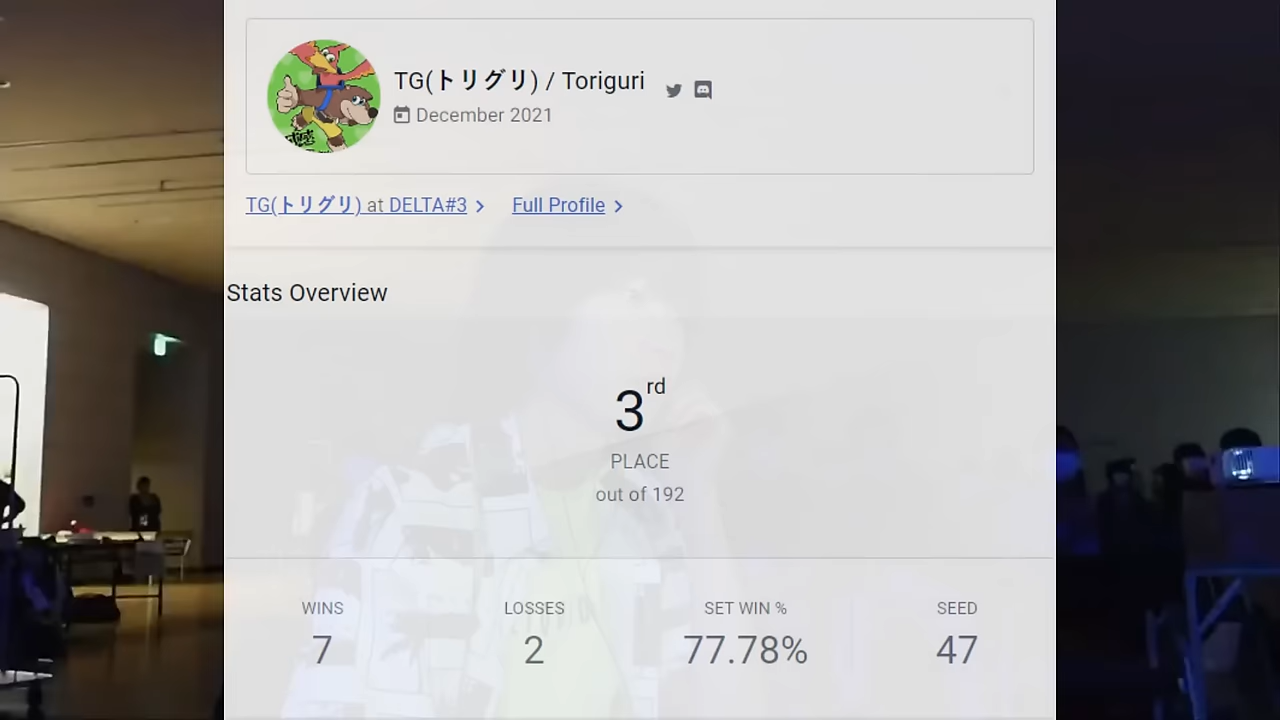 TG(トリグリ) / Toriguri
December 2021
TG(トリグリ) at DELTA#3
Full Profile
Stats Overview
3rd
PLACE
out of 192
WINS
LOSSES
SET WIN %
SEED
7
2
77.78%
47